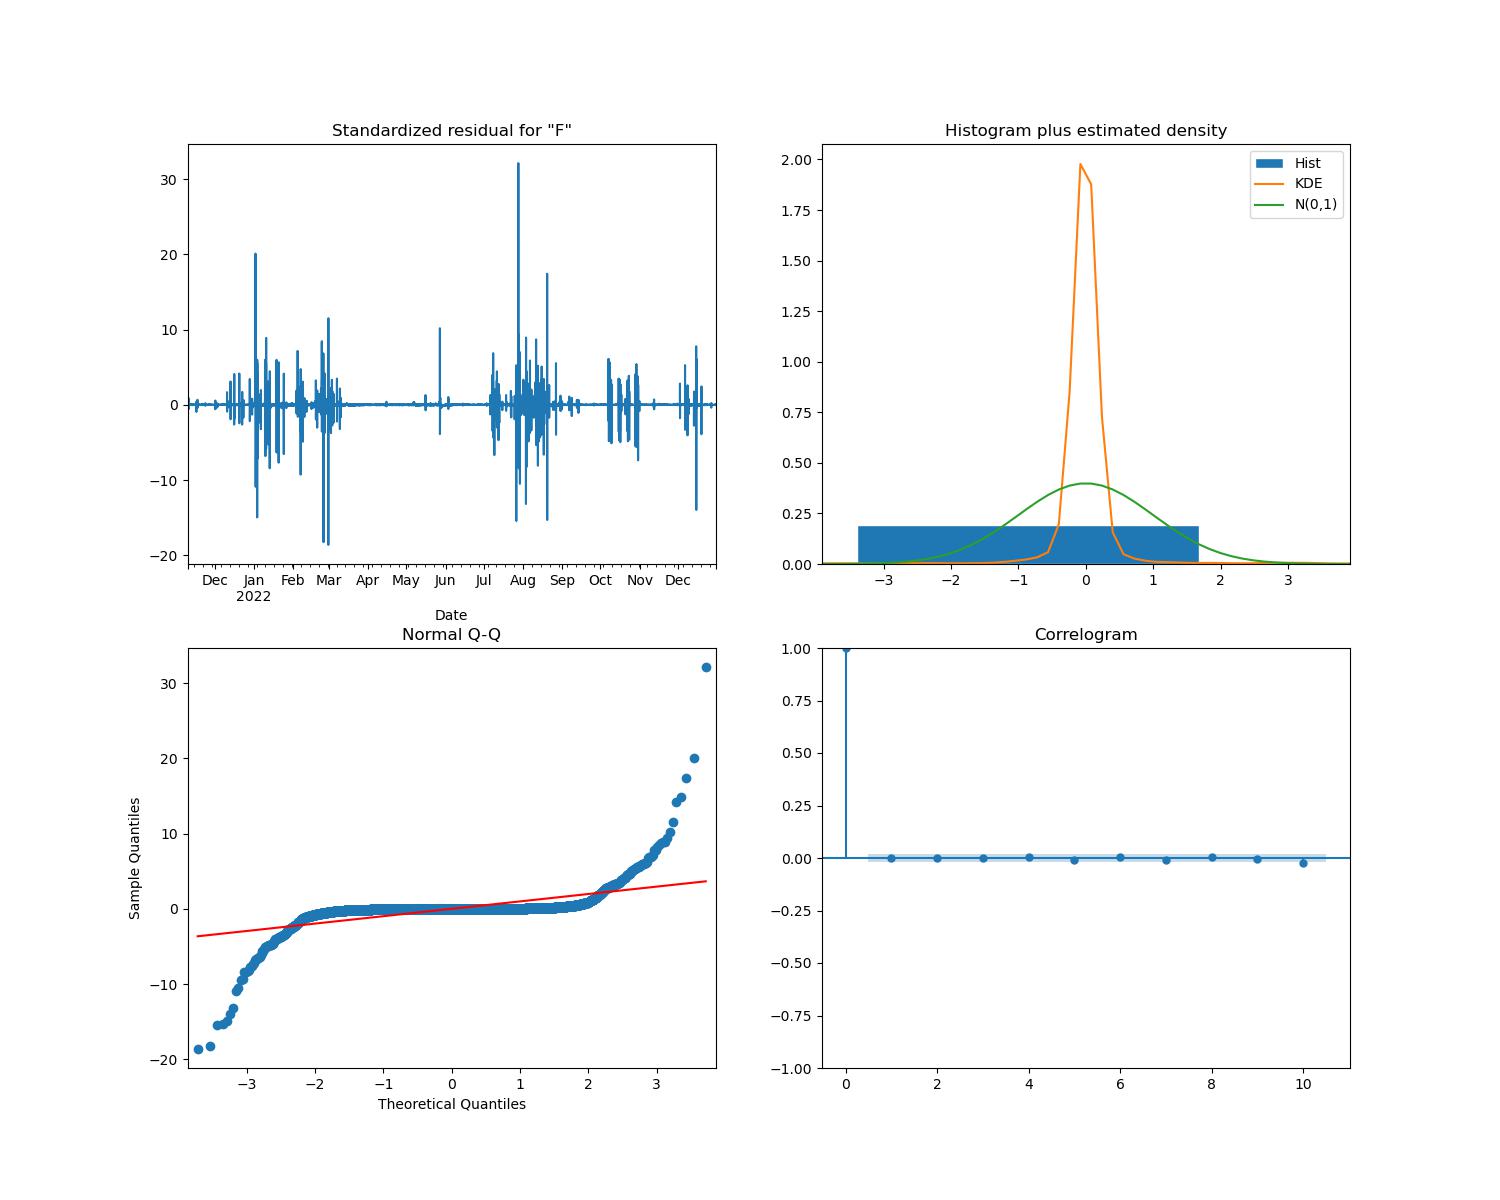 Standardized residual for "F"
30
20
10
0
−10
−20
Dec Jan Feb Mar Apr May Jun Jul Aug Sep Oct Nov Dec
2022
Date
Histogram plus estimated density
2.00
1.75
1.50
1.25
1.00
0.75
0.50
0.25
0.00
−3 −2 −1 0 1 2 3
Hist
KDE
N(0,1)
Normal Q-Q
Sample Quantiles
30
20
10
0
−10
−20
−3 −2 −1 0 1 2 3
Theoretical Quantiles
Correlogram
1.00
0.75
0.50
0.25
0.00
−0.25
−0.50
−0.75
−1.00
0 2 4 6 8 10